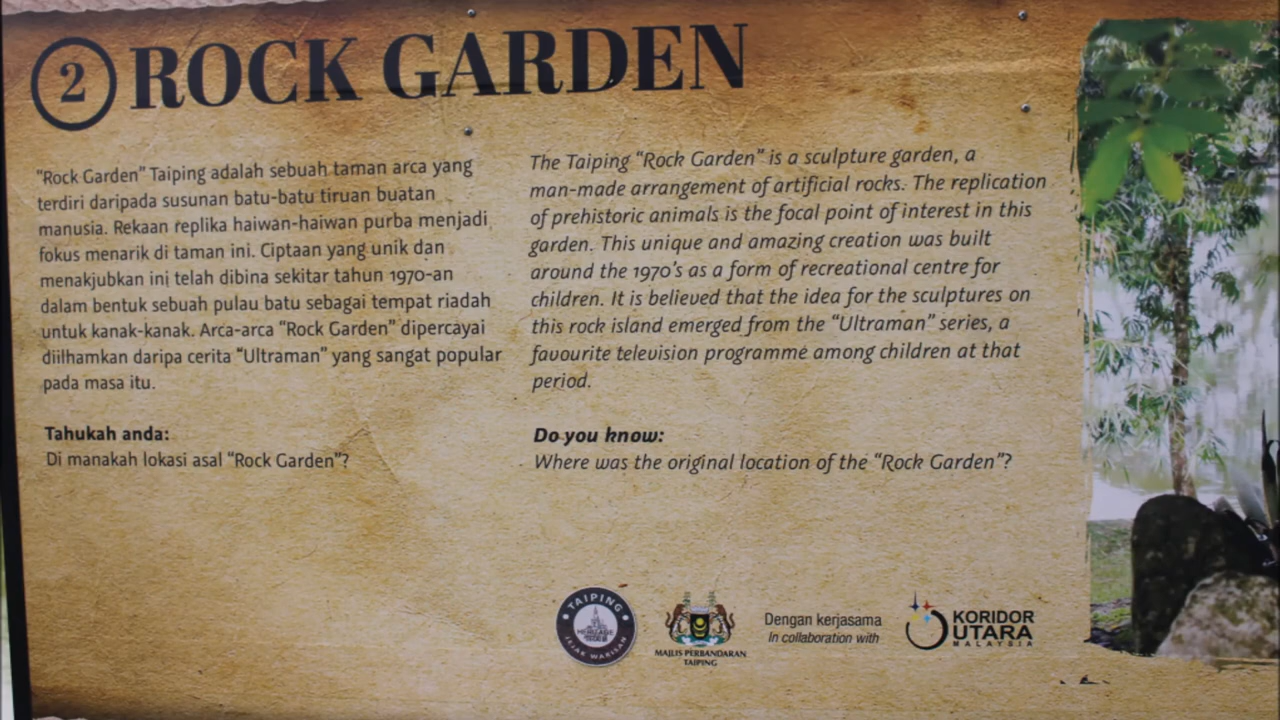 2 ROCK GARDEN
"Rock Garden" Taiping adalah sebuah taman arca yang
terdiri daripada susunan batu-batu tiruan buatan
manusia. Rekaan replika haiwan-haiwan purba menjadi
fokus menarik di taman ini. Ciptaan yang unik dan
menakjubkan ini telah dibina sekitar tahun 1970-an
dalam bentuk sebuah pulau batu sebagai tempat riadah
untuk kanak-kanak. Arca-arca "Rock Garden" dipercayai
diilhamkan daripa cerita "Ultraman" yang sangat popular
pada masa itu.
Tahukah anda:
Di manakah lokasi asal "Rock Garden"?
The Taiping "Rock Garden" is a sculpture garden, a
man-made arrangement of artificial rocks. The replication
of prehistoric animals is the focal point of interest in this
garden. This unique and amazing creation was built
around the 1970's as a form of recreational centre for
children. It is believed that the idea for the sculptures on
this rock island emerged from the "Ultraman" series, a
favourite television programme among children at that
period.
Do you know:
Where was the original location of the "Rock Garden"?
TAIPING
HERITAGE
JEJAK WARISAN
MAJLIS PERBANDARAN
TAIPING
Dengan kerjasama
In collaboration with
KORIDOR
UTARA
MALAYSIA